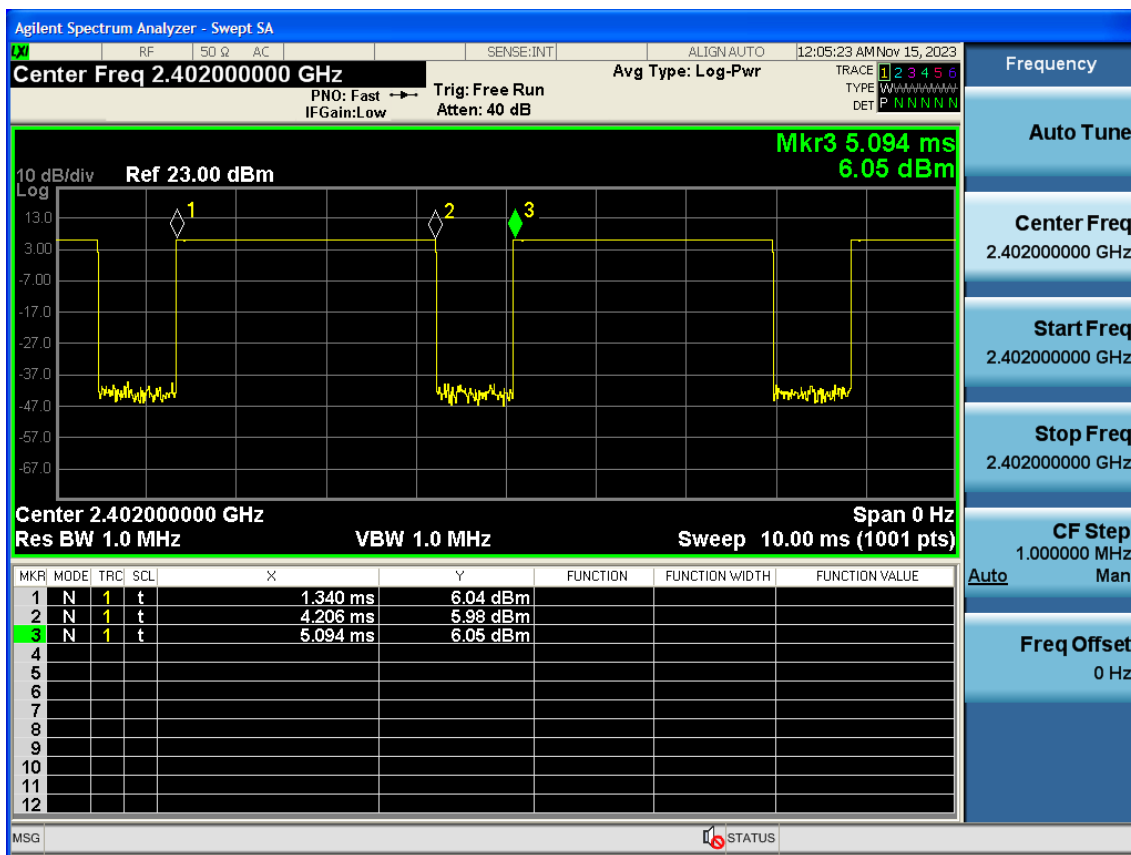 Agilent Spectrum Analyzer - Swept SA
LXI RF 50 Ω AC SENSE:INT ALIGN AUTO 12:05:23 AM Nov 15, 2023
Center Freq 2.402000000 GHz
PNO: Fast
IFGain:Low
Trig: Free Run
Atten: 40 dB
Avg Type: Log-Pwr
TRACE 1 2 3 4 5 6
TYPE WWWWWWWW
DET P N N N N N
Mkr3 5.094 ms
6.05 dBm
10 dB/div Ref 23.00 dBm
Log
13.0
3.00
-7.00
-17.0
-27.0
-37.0
-47.0
-57.0
-67.0
1
2
3
Center 2.402000000 GHz Span 0 Hz
Res BW 1.0 MHz VBW 1.0 MHz Sweep 10.00 ms (1001 pts)
MKR MODE TRC SCL X Y FUNCTION FUNCTION WIDTH FUNCTION VALUE
1 N 1 t 1.340 ms 6.04 dBm
2 N 1 t 4.206 ms 5.98 dBm
3 N 1 t 5.094 ms 6.05 dBm
4
5
6
7
8
9
10
11
12
MSG STATUS
Frequency
Auto Tune
Center Freq
2.402000000 GHz
Start Freq
2.402000000 GHz
Stop Freq
2.402000000 GHz
CF Step
1.000000 MHz
Auto Man
Freq Offset
0 Hz